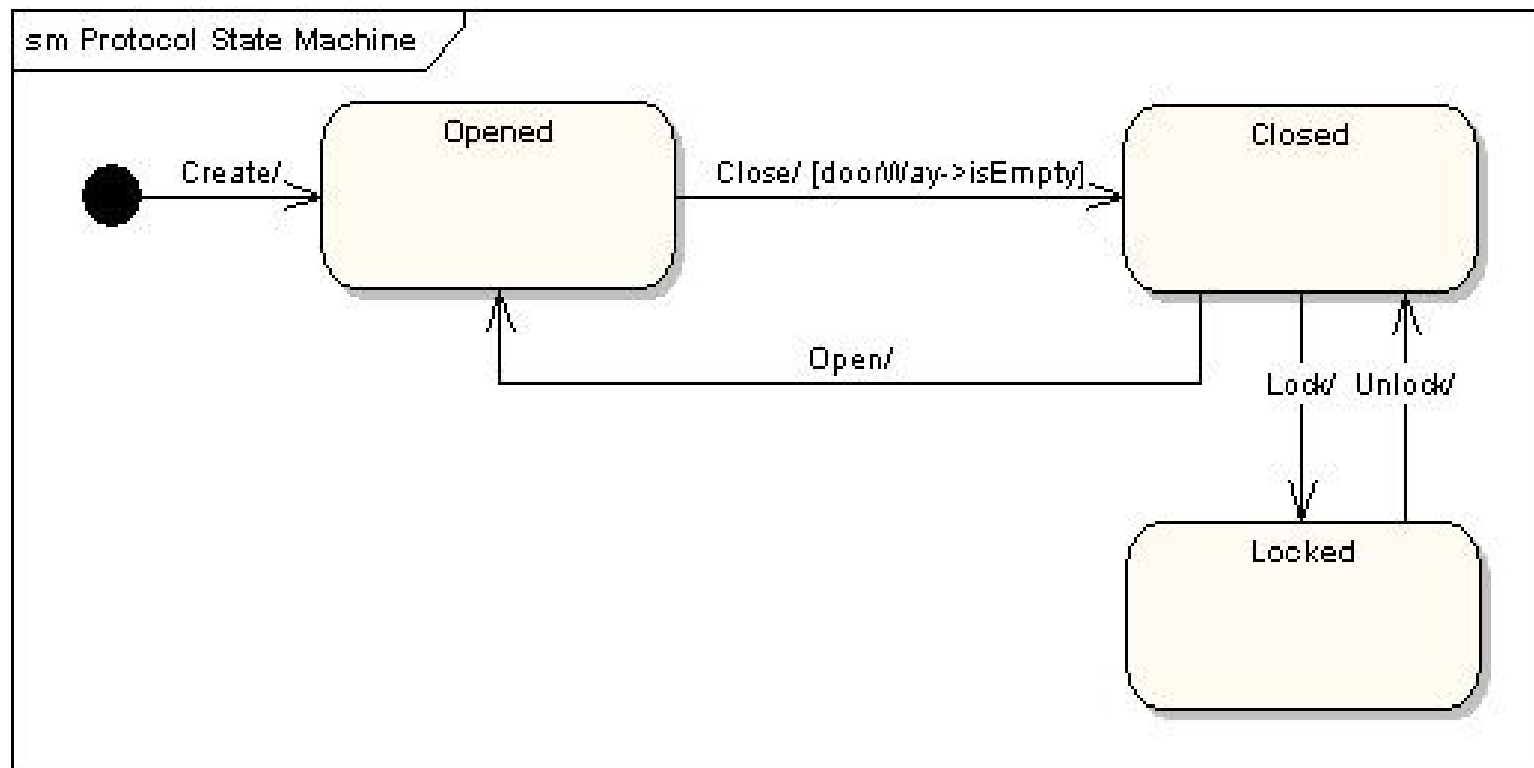 sm Protocol State Machine
Opened
Closed
Create/
Close/ [doorWay->isEmpty]
Open/
Lock/ Unlock/
Locked